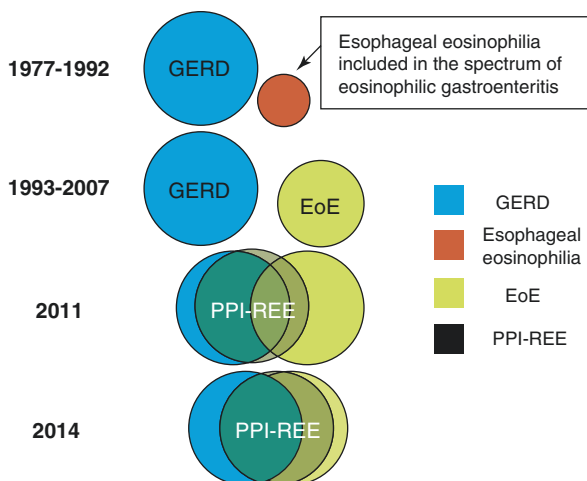 1977-1992
GERD
Esophageal eosinophilia
included in the spectrum of
eosinophilic gastroenteritis
1993-2007
GERD
EoE
GERD
Esophageal
eosinophilia
EoE
PPI-REE
2011
PPI-REE
2014
PPI-REE